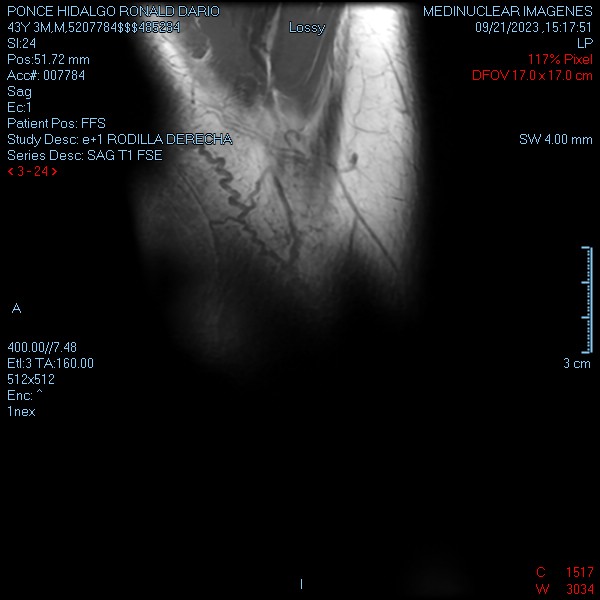 PONCE HIDALGO RONALD DARIO
43Y 3M,M,5207784$$$485284
Sl:24
Pos:51.72 mm
Acc#: 007784
Sag
Ec:1
Patient Pos: FFS
Study Desc: e+1 RODILLA DERECHA
Series Desc: SAG T1 FSE
< 3 - 24 >
Lossy
MEDINUCLEAR IMAGENES
09/21/2023 ,15:17:51
LP
117% Pixel
DFOV 17.0 x 17.0 cm
SW 4.00 mm
A
400.00//7.48
Etl:3 TA:160.00
512x512
Enc: ^
1nex
3 cm
I
C 1517
W 3034